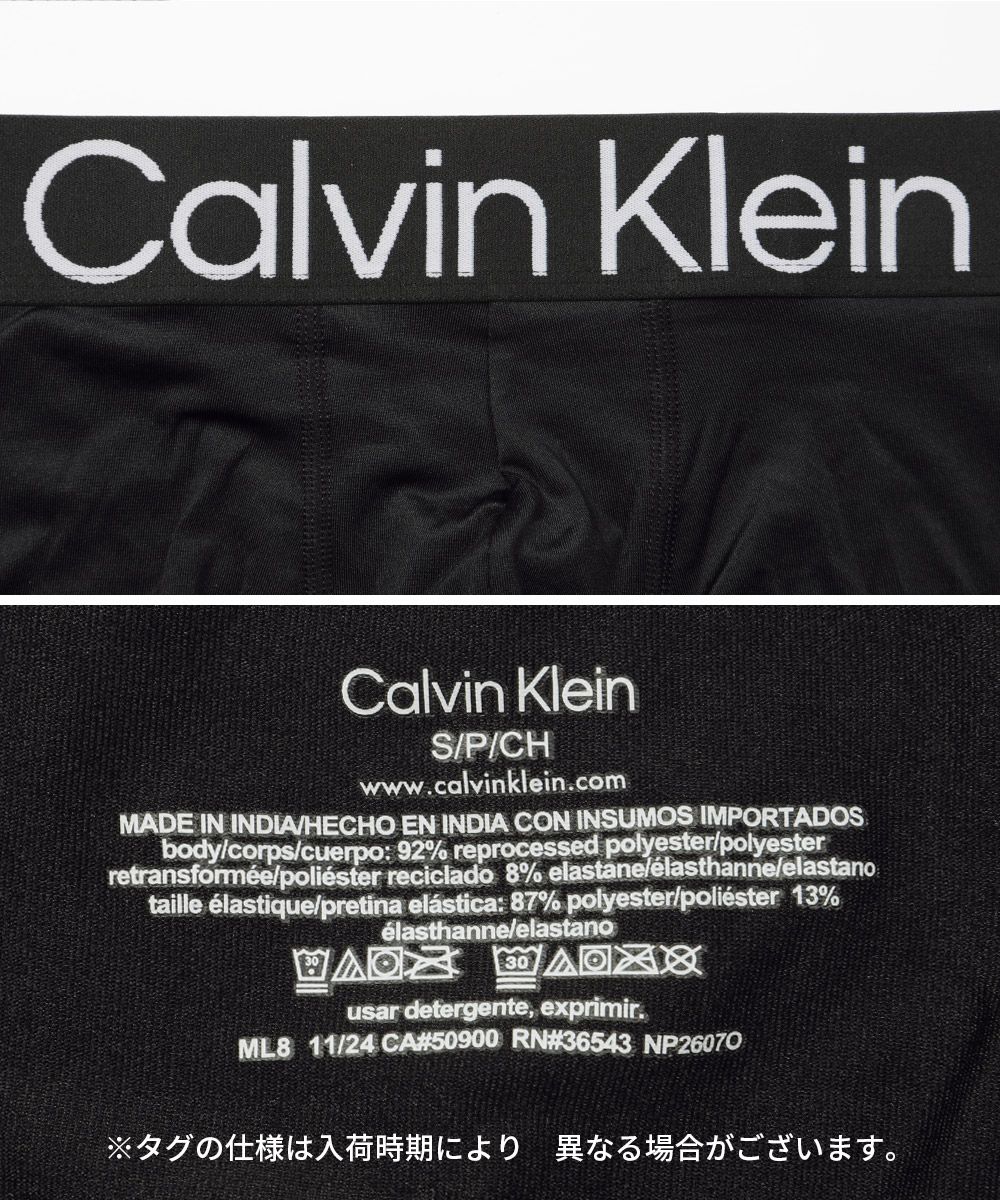 Calvin Klein
Calvin Klein
S/P/CH
www.calvinklein.com
MADE IN INDIA/HECHO EN INDIA CON INSUMOS IMPORTADOS
body/corps/cuerpo: 92% reprocessed polyester/polyester
retransformée/poliéster reciclado 8% elastane/élasthanne/elastano
taille élastique/pretina elástica: 87% polyester/poliéster 13%
élasthanne/elastano
30 30
usar detergente, exprimir.
ML8 11/24 CA#50900 RN#36543 NP2607O
※タグの仕様は入荷時期により 異なる場合がございます。